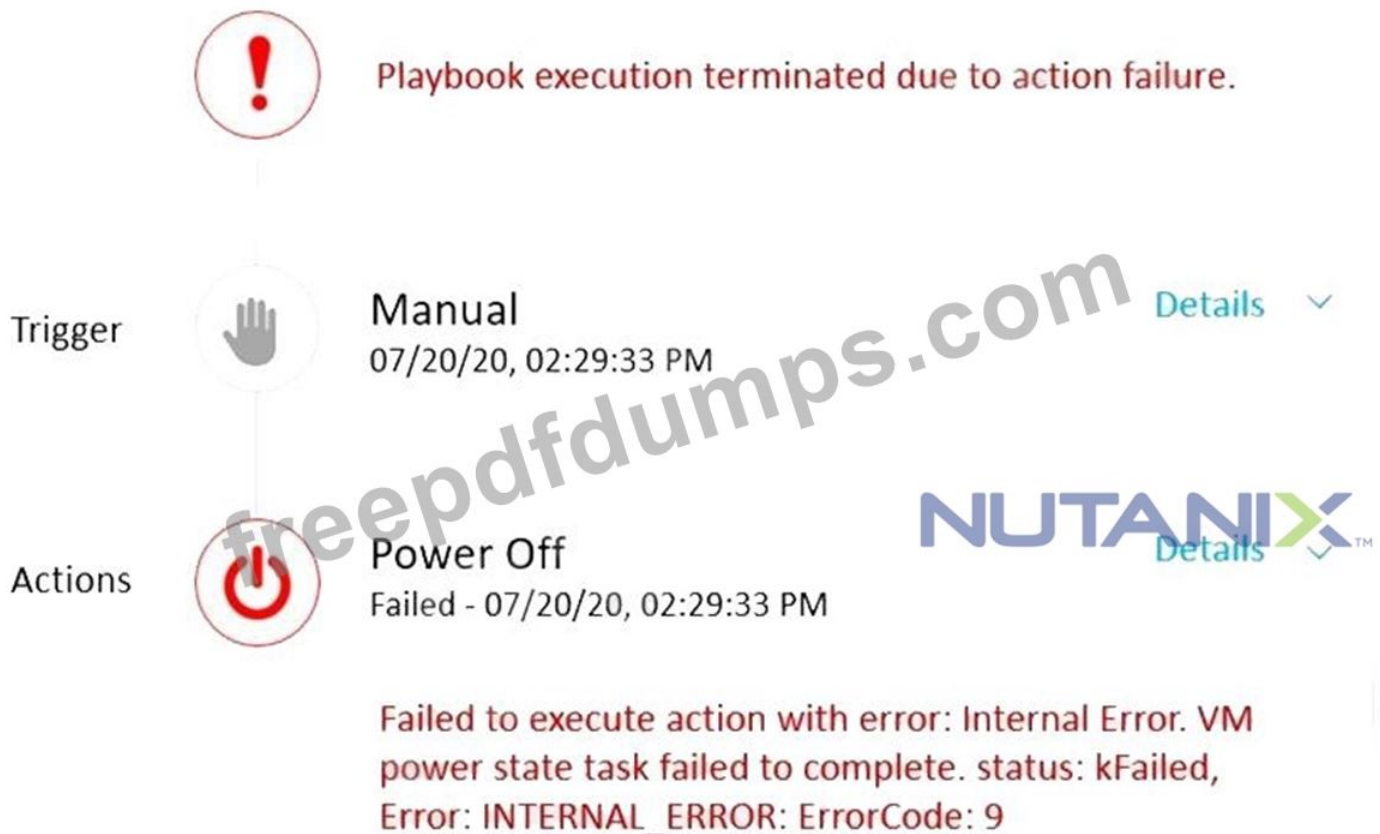 Playbook execution terminated due to action failure.
Trigger
Manual
Details
07/20/20, 02:29:33 PM
freepdfdumps.com
NUTANIX™
Actions
Power Off
Details
Failed - 07/20/20, 02:29:33 PM
Failed to execute action with error: Internal Error. VM
power state task failed to complete. status: kFailed,
Error: INTERNAL_ERROR: ErrorCode: 9